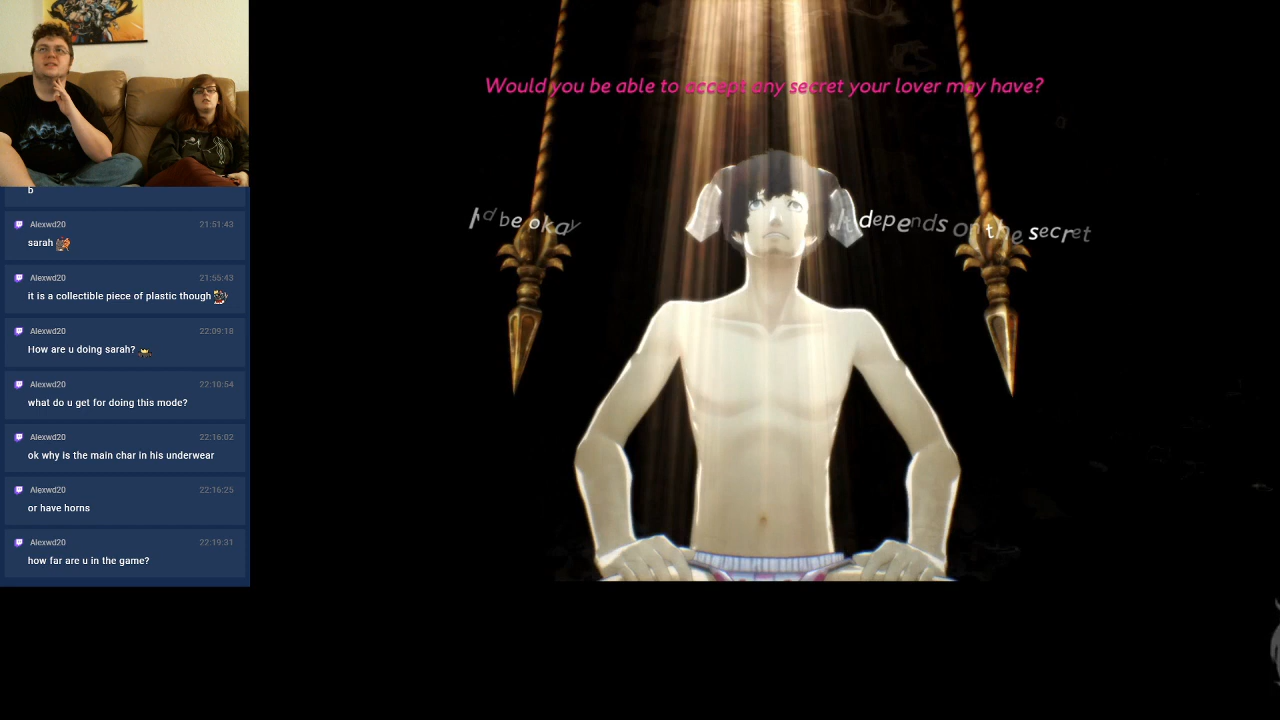 b
Alexwd20 21:51:43
sarah
Alexwd20 21:55:43
it is a collectible piece of plastic though
Alexwd20 22:09:18
How are u doing sarah?
Alexwd20 22:10:54
what do u get for doing this mode?
Alexwd20 22:16:02
ok why is the main char in his underwear
Alexwd20 22:16:25
or have horns
Alexwd20 22:19:31
how far are u in the game?
Would you be able to accept any secret your lover may have?
I'd be okay
It depends on the secret